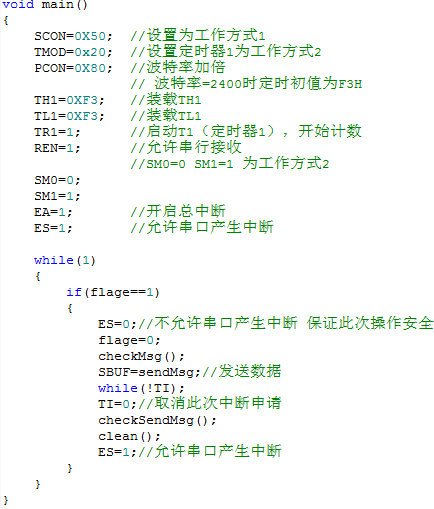 void main()
{
    SCON=0X50;  //设置为工作方式1
    TMOD=0x20;  //设置定时器1为工作方式2
    PCON=0X80;  //波特率加倍
                // 波特率=2400时定时初值为F3H
    TH1=0XF3;   //装载TH1
    TL1=0XF3;   //装载TL1
    TR1=1;      //启动T1（定时器1），开始计数
    REN=1;      //允许串行接收
                //SM0=0 SM1=1 为工作方式2
    SM0=0;
    SM1=1;
    EA=1;       //开启总中断
    ES=1;       //允许串口产生中断

    while(1)
    {
        if(flage==1)
        {
            ES=0;//不允许串口产生中断 保证此次操作安全
            flage=0;
            checkMsg();
            SBUF=sendMsg;//发送数据
            while(!TI);
            TI=0;//取消此次中断申请
            checkSendMsg();
            clean();
            ES=1;//允许串口产生中断
        }
    }
}